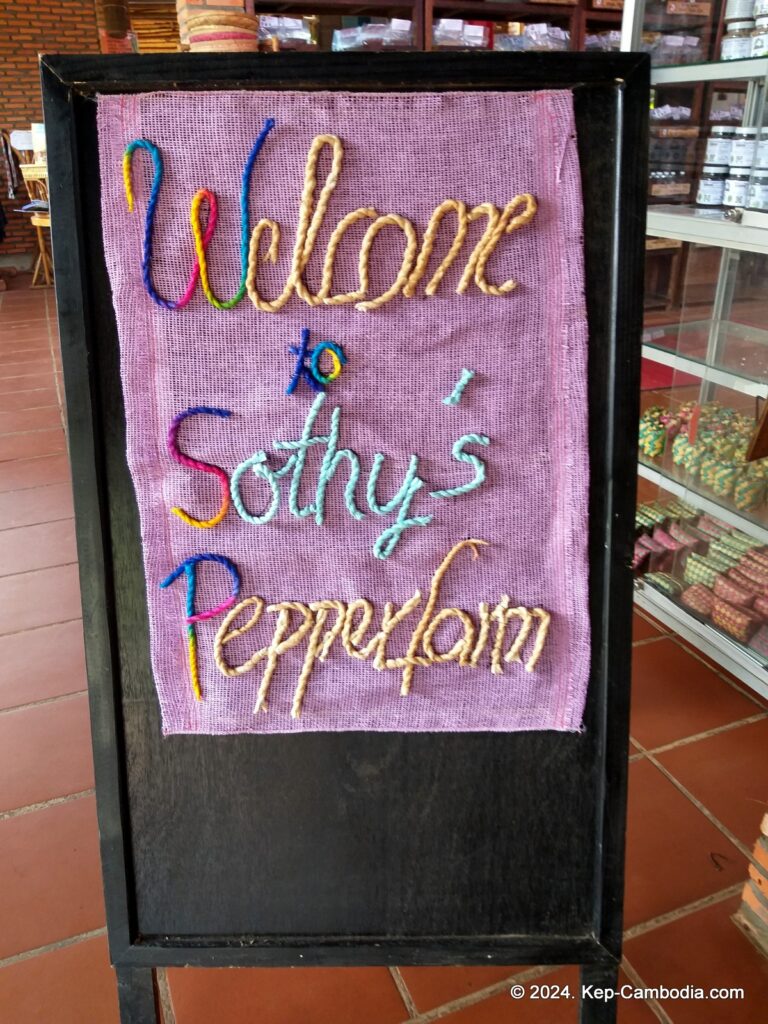 Welcome
to
Sothy's
Pepperfarm
© 2024. Kep-Cambodia.com